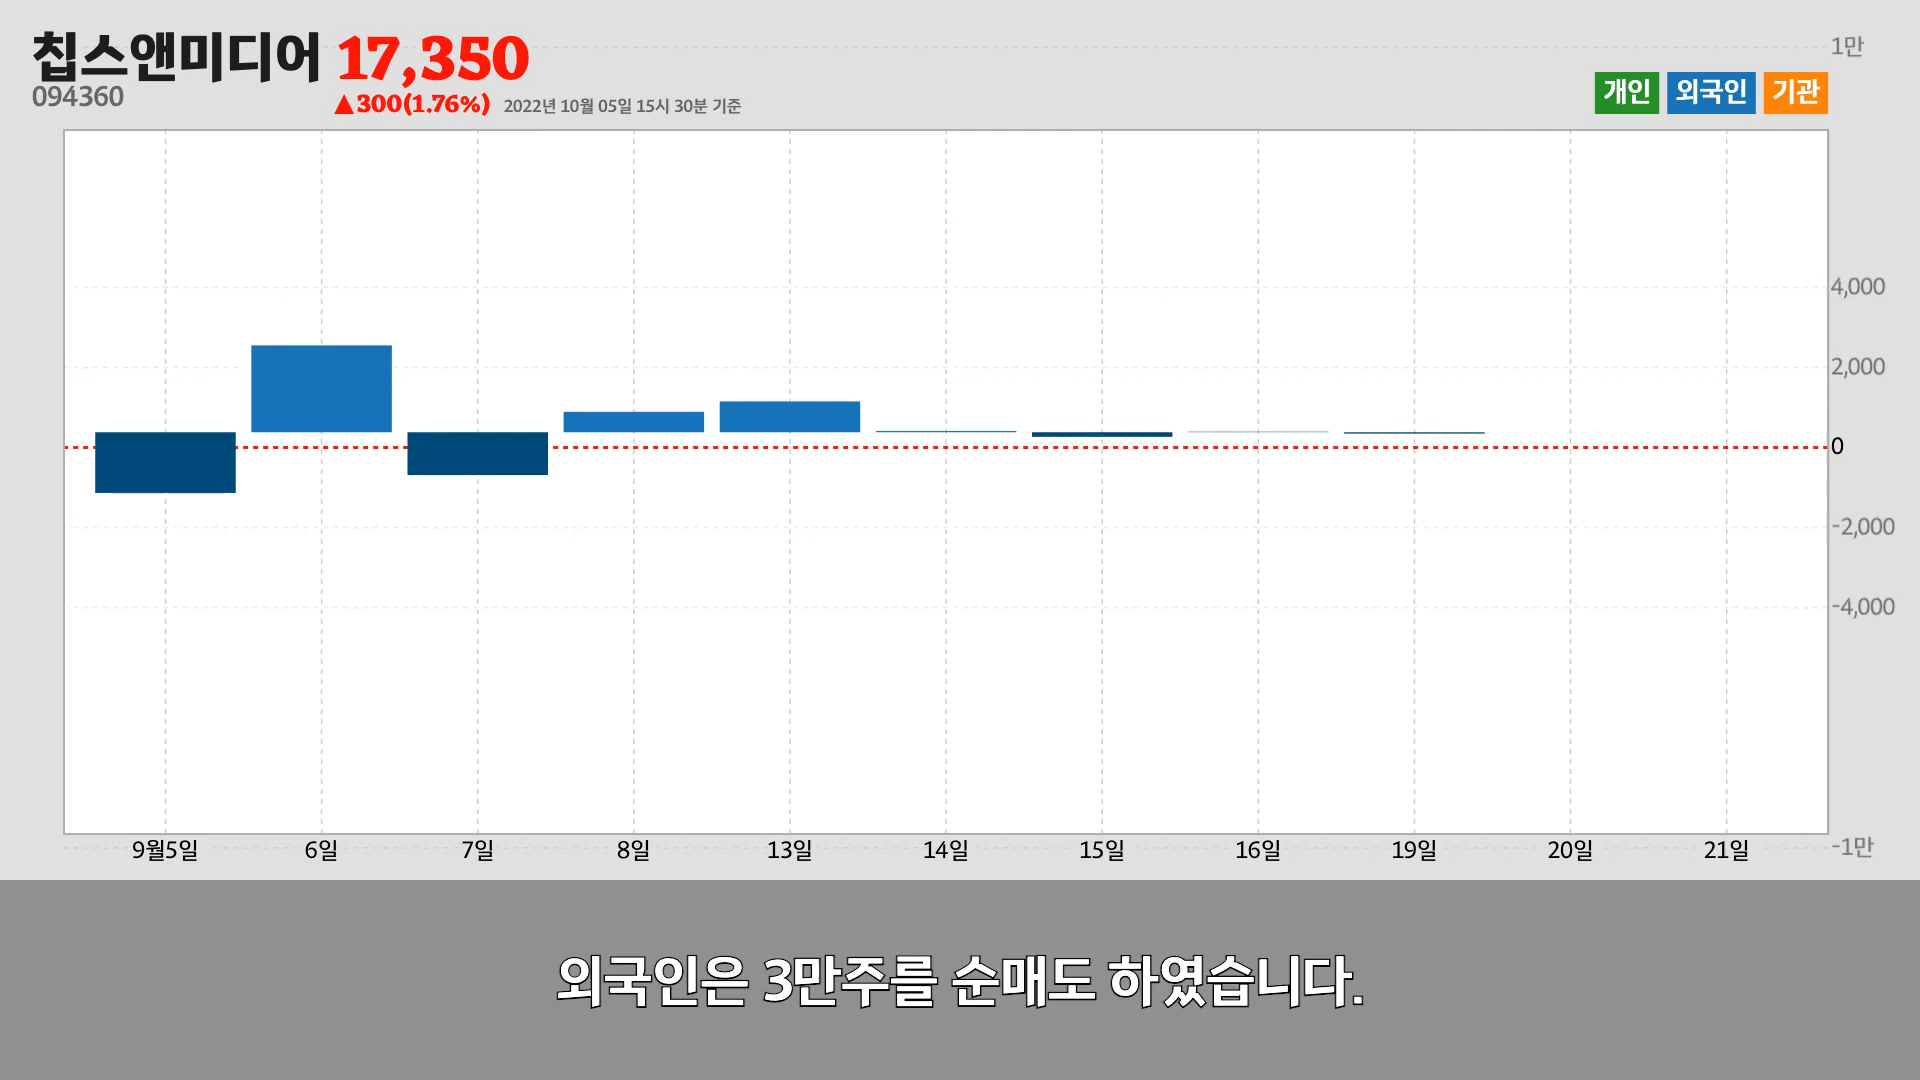 칩스앤미디어 17,350
094360
▲300(1.76%) 2022년 10월 05일 15시 30분 기준
1만
개인 외국인 기관
4,000
2,000
0
-2,000
-4,000
-1만
9월5일 6일 7일 8일 13일 14일 15일 16일 19일 20일 21일
외국인은 3만주를 순매도 하였습니다.